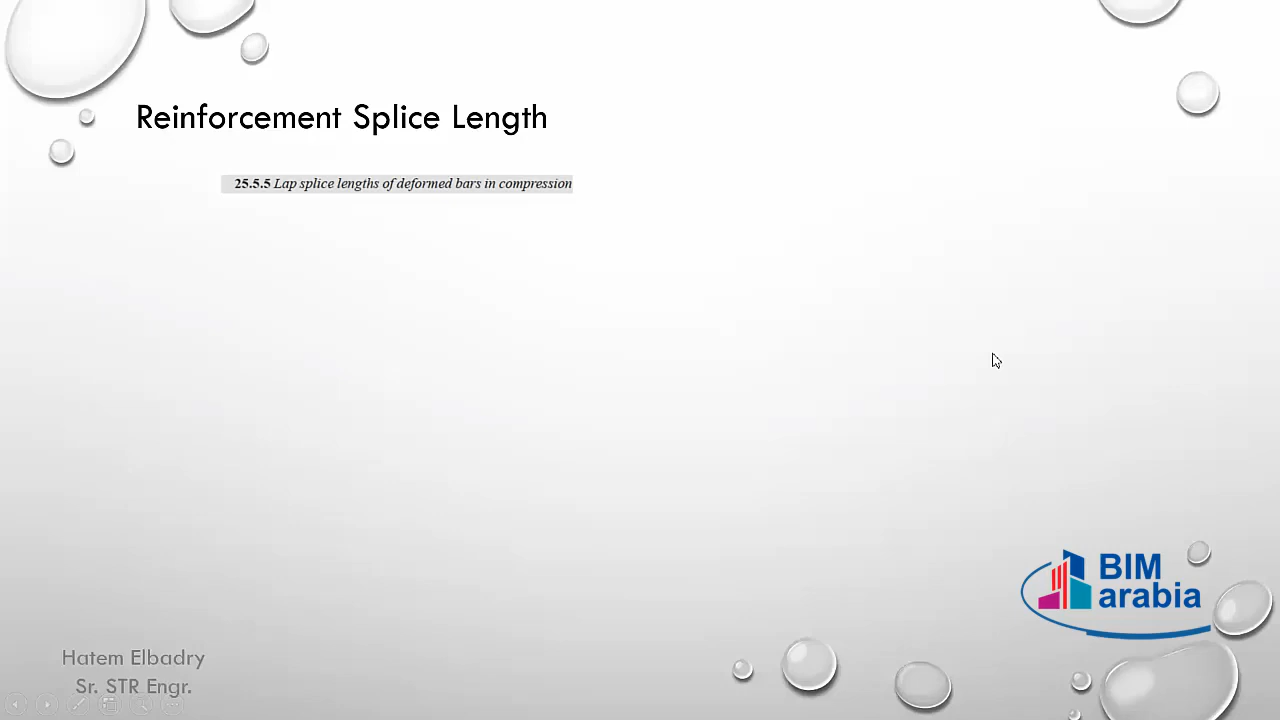 Reinforcement Splice Length
25.5.5 Lap splice lengths of deformed bars in compression
BIM
arabia
Hatem Elbadry
Sr. STR Engr.